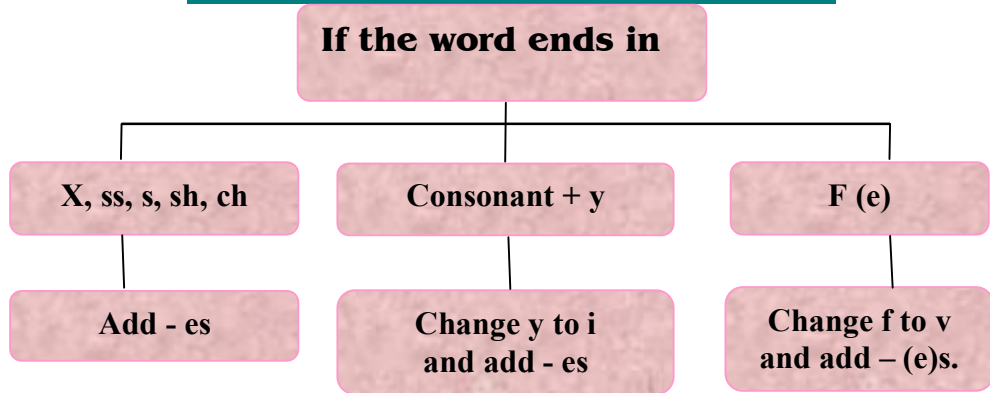 If the word ends in
X, ss, s, sh, ch
Consonant + y
F (e)
Add - es
Change y to i
and add - es
Change f to v
and add – (e)s.